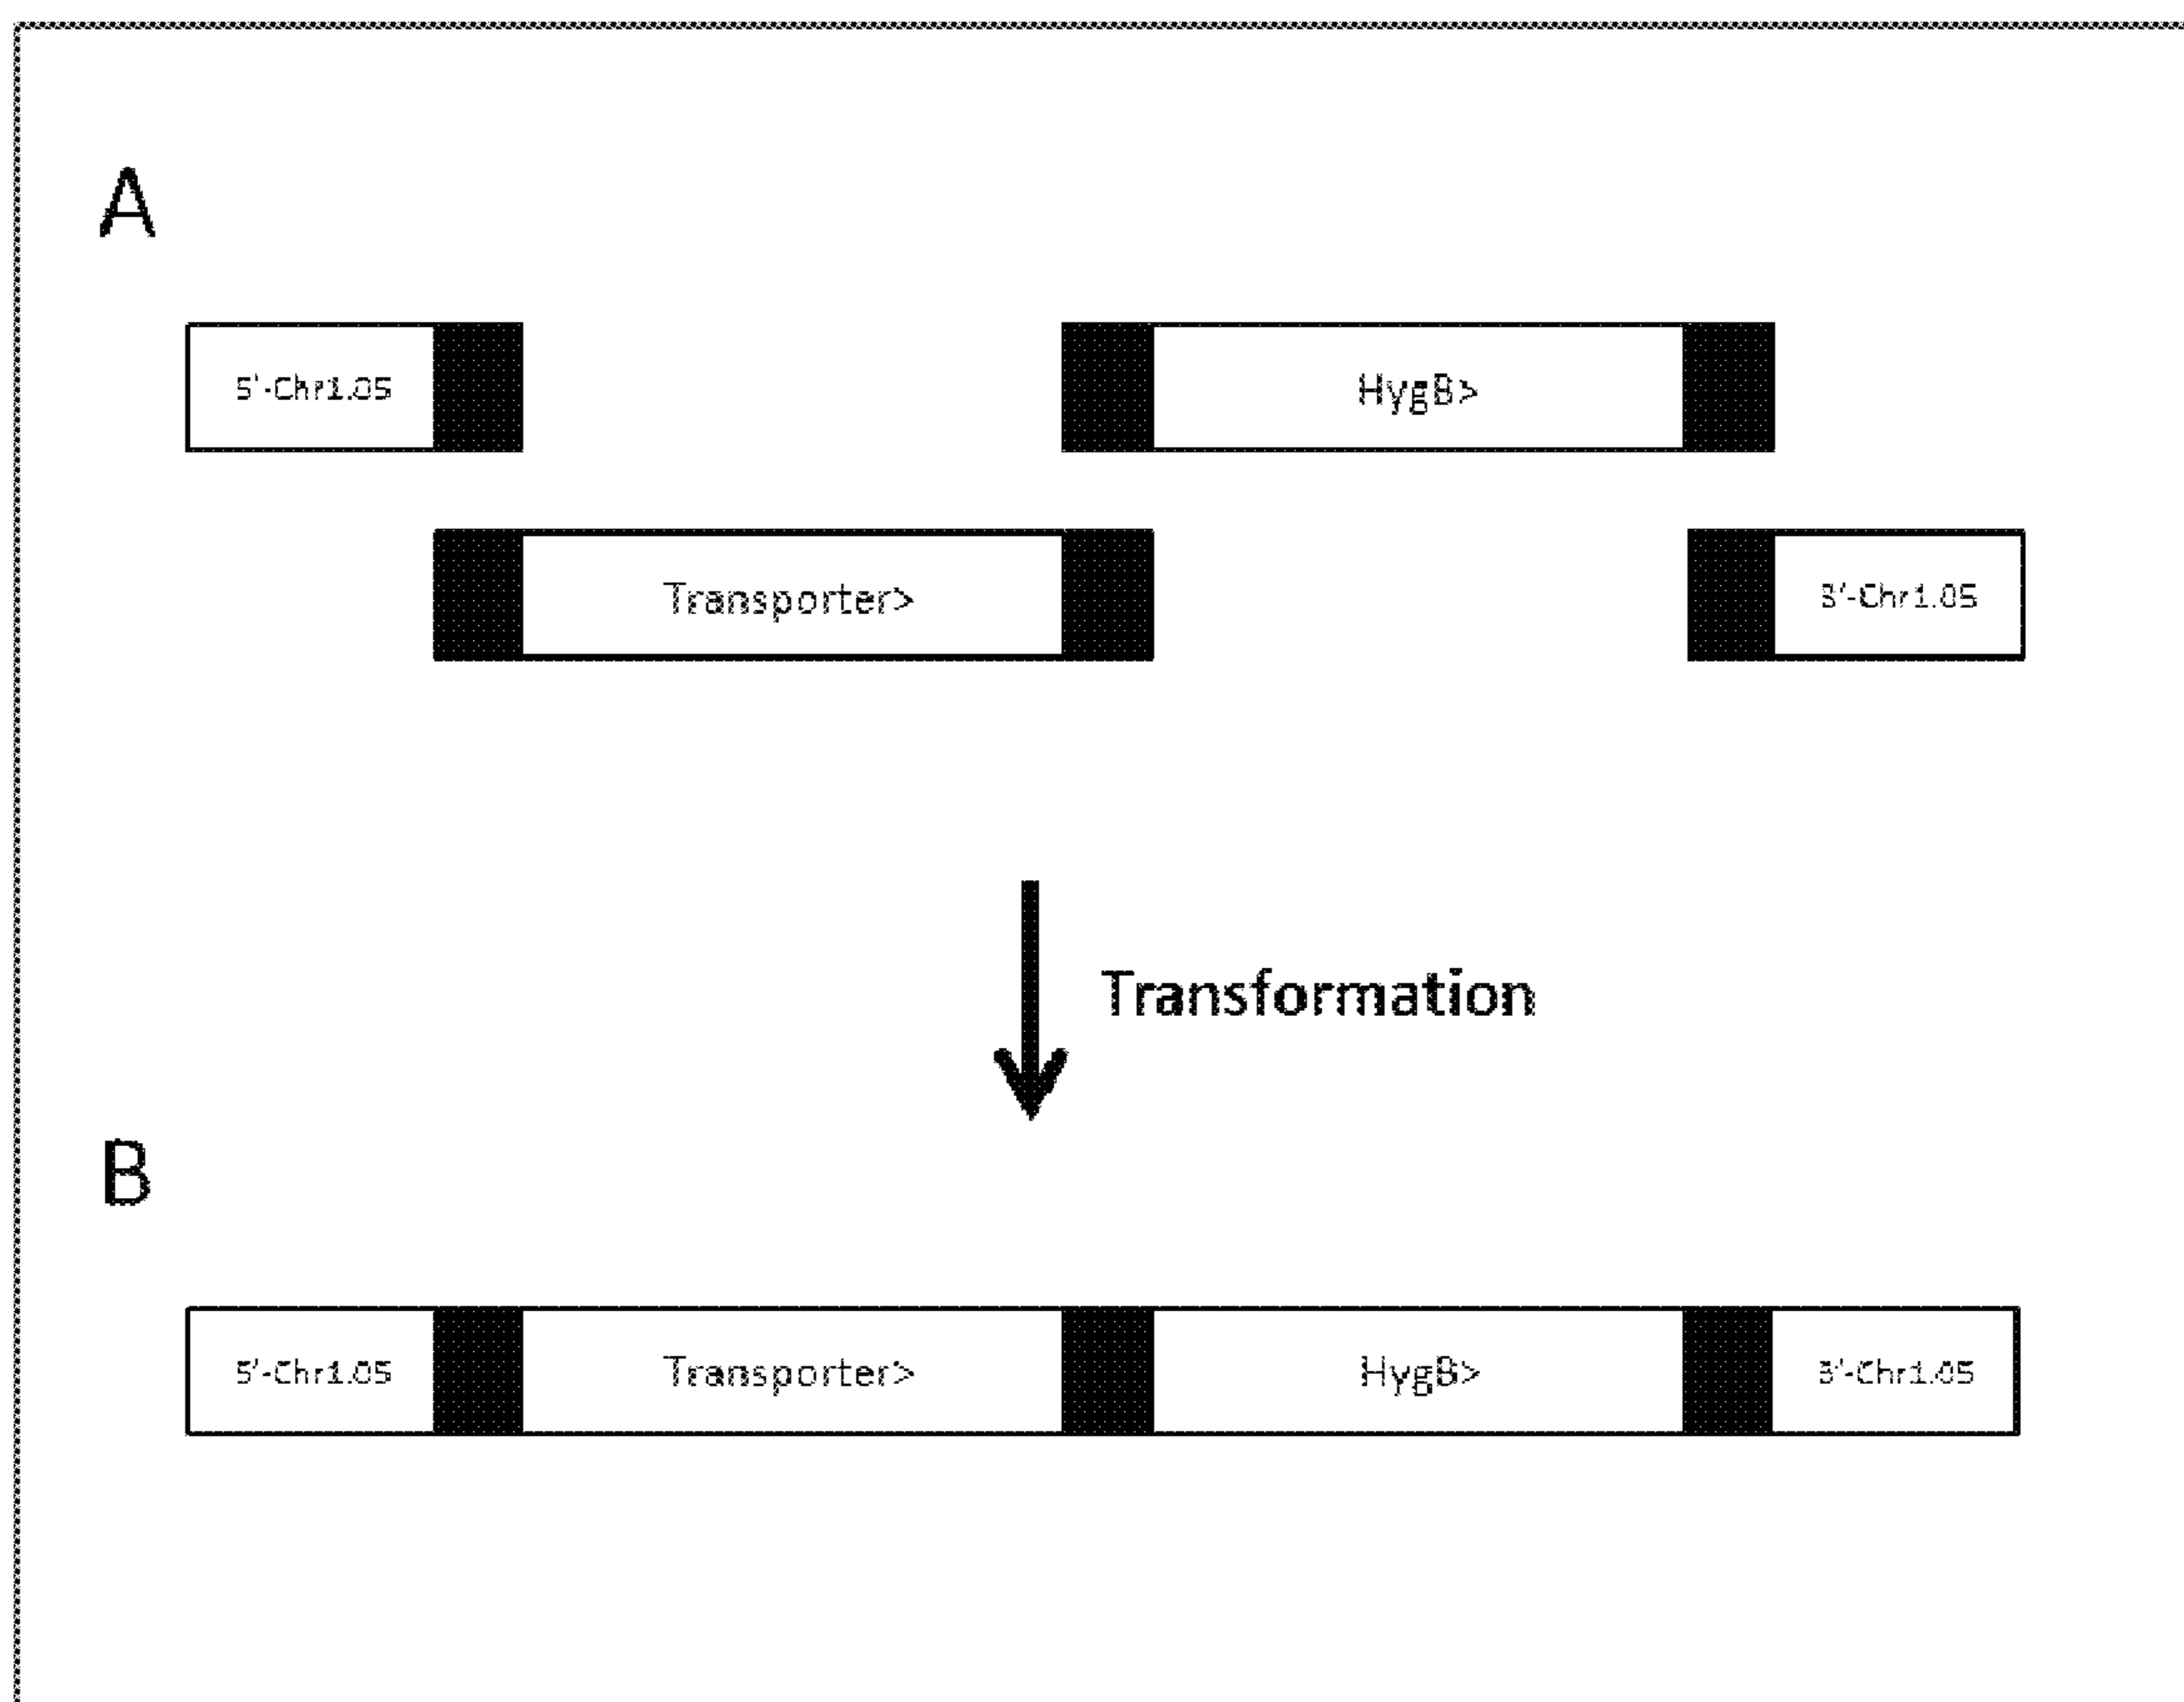 A
5'-Chr1.05
HygB>
Transporter>
3'-Chr1.05
Transformation
B
5'-Chr1.05
Transporter>
HygB>
3'-Chr1.05